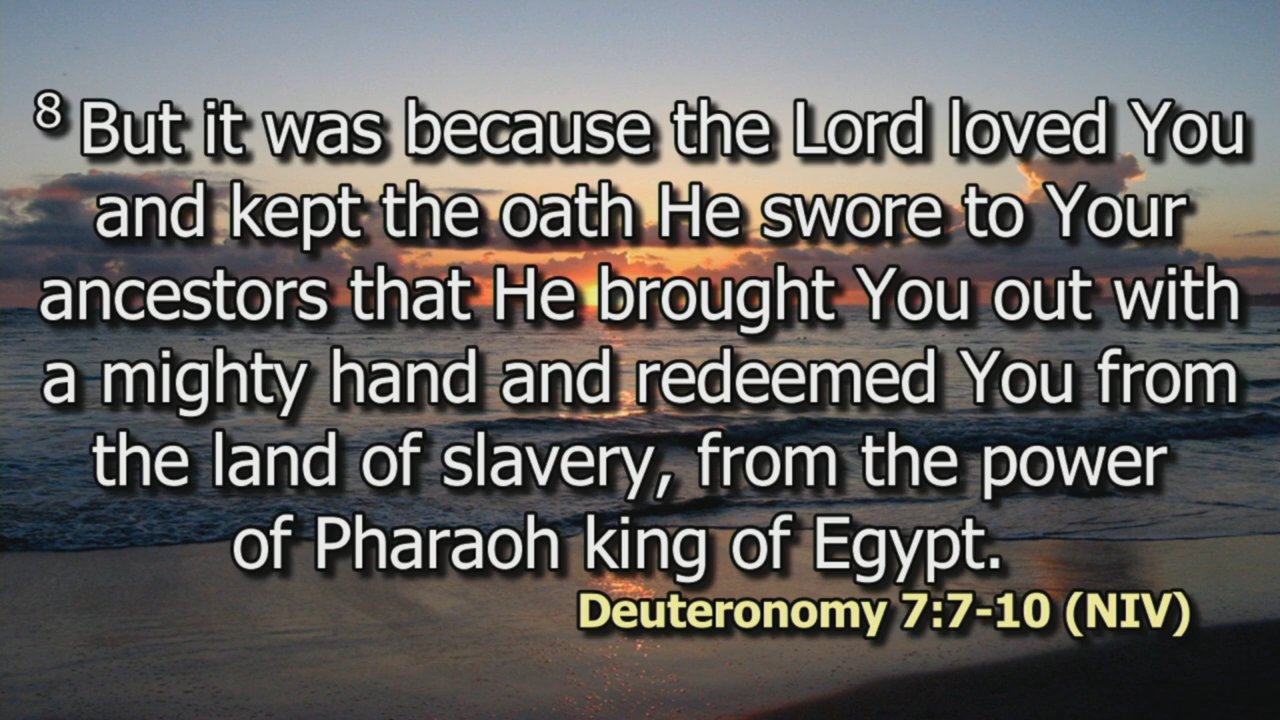 8 But it was because the Lord loved You
and kept the oath He swore to Your
ancestors that He brought You out with
a mighty hand and redeemed You from
the land of slavery, from the power
of Pharaoh king of Egypt.
Deuteronomy 7:7-10 (NIV)